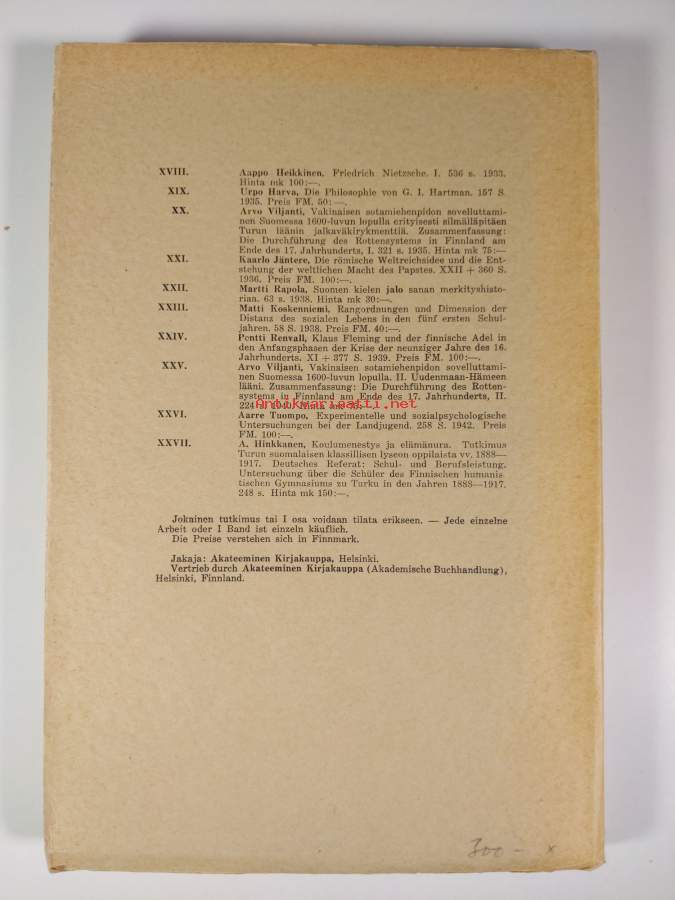 XVIII. Aappo Heikkinen, Friedrich Nietzsche. I. 536 s. 1933.
Hinta mk 100:—.
XIX. Urpo Harva, Die Philosophie von G. I. Hartman. 157 S.
1935. Preis FM. 50:—.
XX. Arvo Viljanti, Vakinaisen sotamiehenpidon sovelluttami-
nen Suomessa 1600-luvun lopulla erityisesti silmälläpitäen
Turun läänin jalkaväkirykmenttiä. Zusammenfassung:
Die Durchführung des Rottensystems in Finnland am
Ende des 17. Jahrhunderts, I. 321 s. 1935. Hinta mk 75:—
XXI. Kaarlo Jäntere, Die römische Weltreichsidee und die Ent-
stehung der weltlichen Macht des Papstes. XXII + 360 S.
1936. Preis FM. 100:—.
XXII. Martti Rapola, Suomen kielen jalo sanan merkityshisto-
rian. 63 s. 1938. Hinta mk 30:—.
XXIII. Matti Koskenniemi, Rangordnungen und Dimension der
Distanz des sozialen Lebens in den fünf ersten Schul-
jahren. 58 S. 1938. Preis FM. 40:—.
XXIV. Pentti Renvall, Klaus Fleming und der finnische Adel in
den Anfangsphasen der Krise der neunziger Jahre des 16.
Jahrhunderts. XI + 377 S. 1939. Preis FM. 100:—.
XXV. Arvo Viljanti, Vakinaisen sotamiehenpidon sovelluttami-
nen Suomessa 1600-luvun lopulla. II. Uudenmaan-Hämeen
lääni. Zusammenfassung: Die Durchführung des Rotten-
systems in Finnland am Ende des 17. Jahrhunderts, II.
224 s. 1940. Hinta mk
antikvariaatti.net
XXVI. Aarre Tuompo, Experimentelle und sozialpsychologische
Untersuchungen bei der Landjugend. 258 S. 1942. Preis
FM. 100:—.
XXVII. A. Hinkkanen, Koulumenestys ja elämänura. Tutkimus
Turun suomalaisen klassillisen lyseon oppilaista vv. 1888—
1917. Deutsches Referat: Schul- und Berufsleistung.
Untersuchung über die Schüler des Finnischen humanis
tischen Gymnasiums zu Turku in den Jahren 1888—1917.
248 s. Hinta mk 150:—.
Jokainen tutkimus tai I osa voidaan tilata erikseen. — Jede einzelne
Arbeit oder I Band ist einzeln käuflich.
Die Preise verstehen sich in Finnmark.
Jakaja: Akateeminen Kirjakauppa, Helsinki.
Vertrieb durch Akateeminen Kirjakauppa (Akademische Buchhandlung),
Helsinki, Finnland.
300 - x